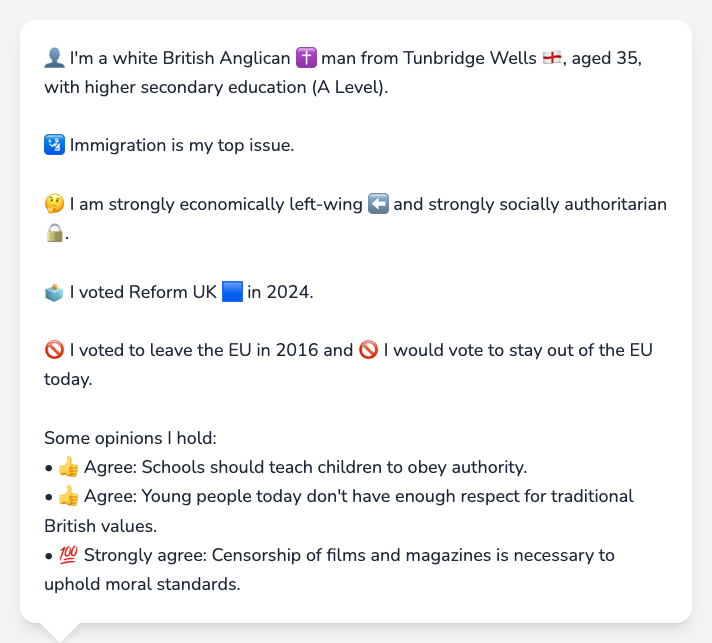 👤 I'm a white British Anglican ✝️ man from Tunbridge Wells 🏴󠁧󠁢󠁥󠁮󠁧󠁿, aged 35,
with higher secondary education (A Level).
🛂 Immigration is my top issue.
🤔 I am strongly economically left-wing ⬅️ and strongly socially authoritarian
🔒.
🗳️ I voted Reform UK 🟦 in 2024.
🚫 I voted to leave the EU in 2016 and 🚫 I would vote to stay out of the EU
today.
Some opinions I hold:
• 👍 Agree: Schools should teach children to obey authority.
• 👍 Agree: Young people today don't have enough respect for traditional
British values.
• 💯 Strongly agree: Censorship of films and magazines is necessary to
uphold moral standards.